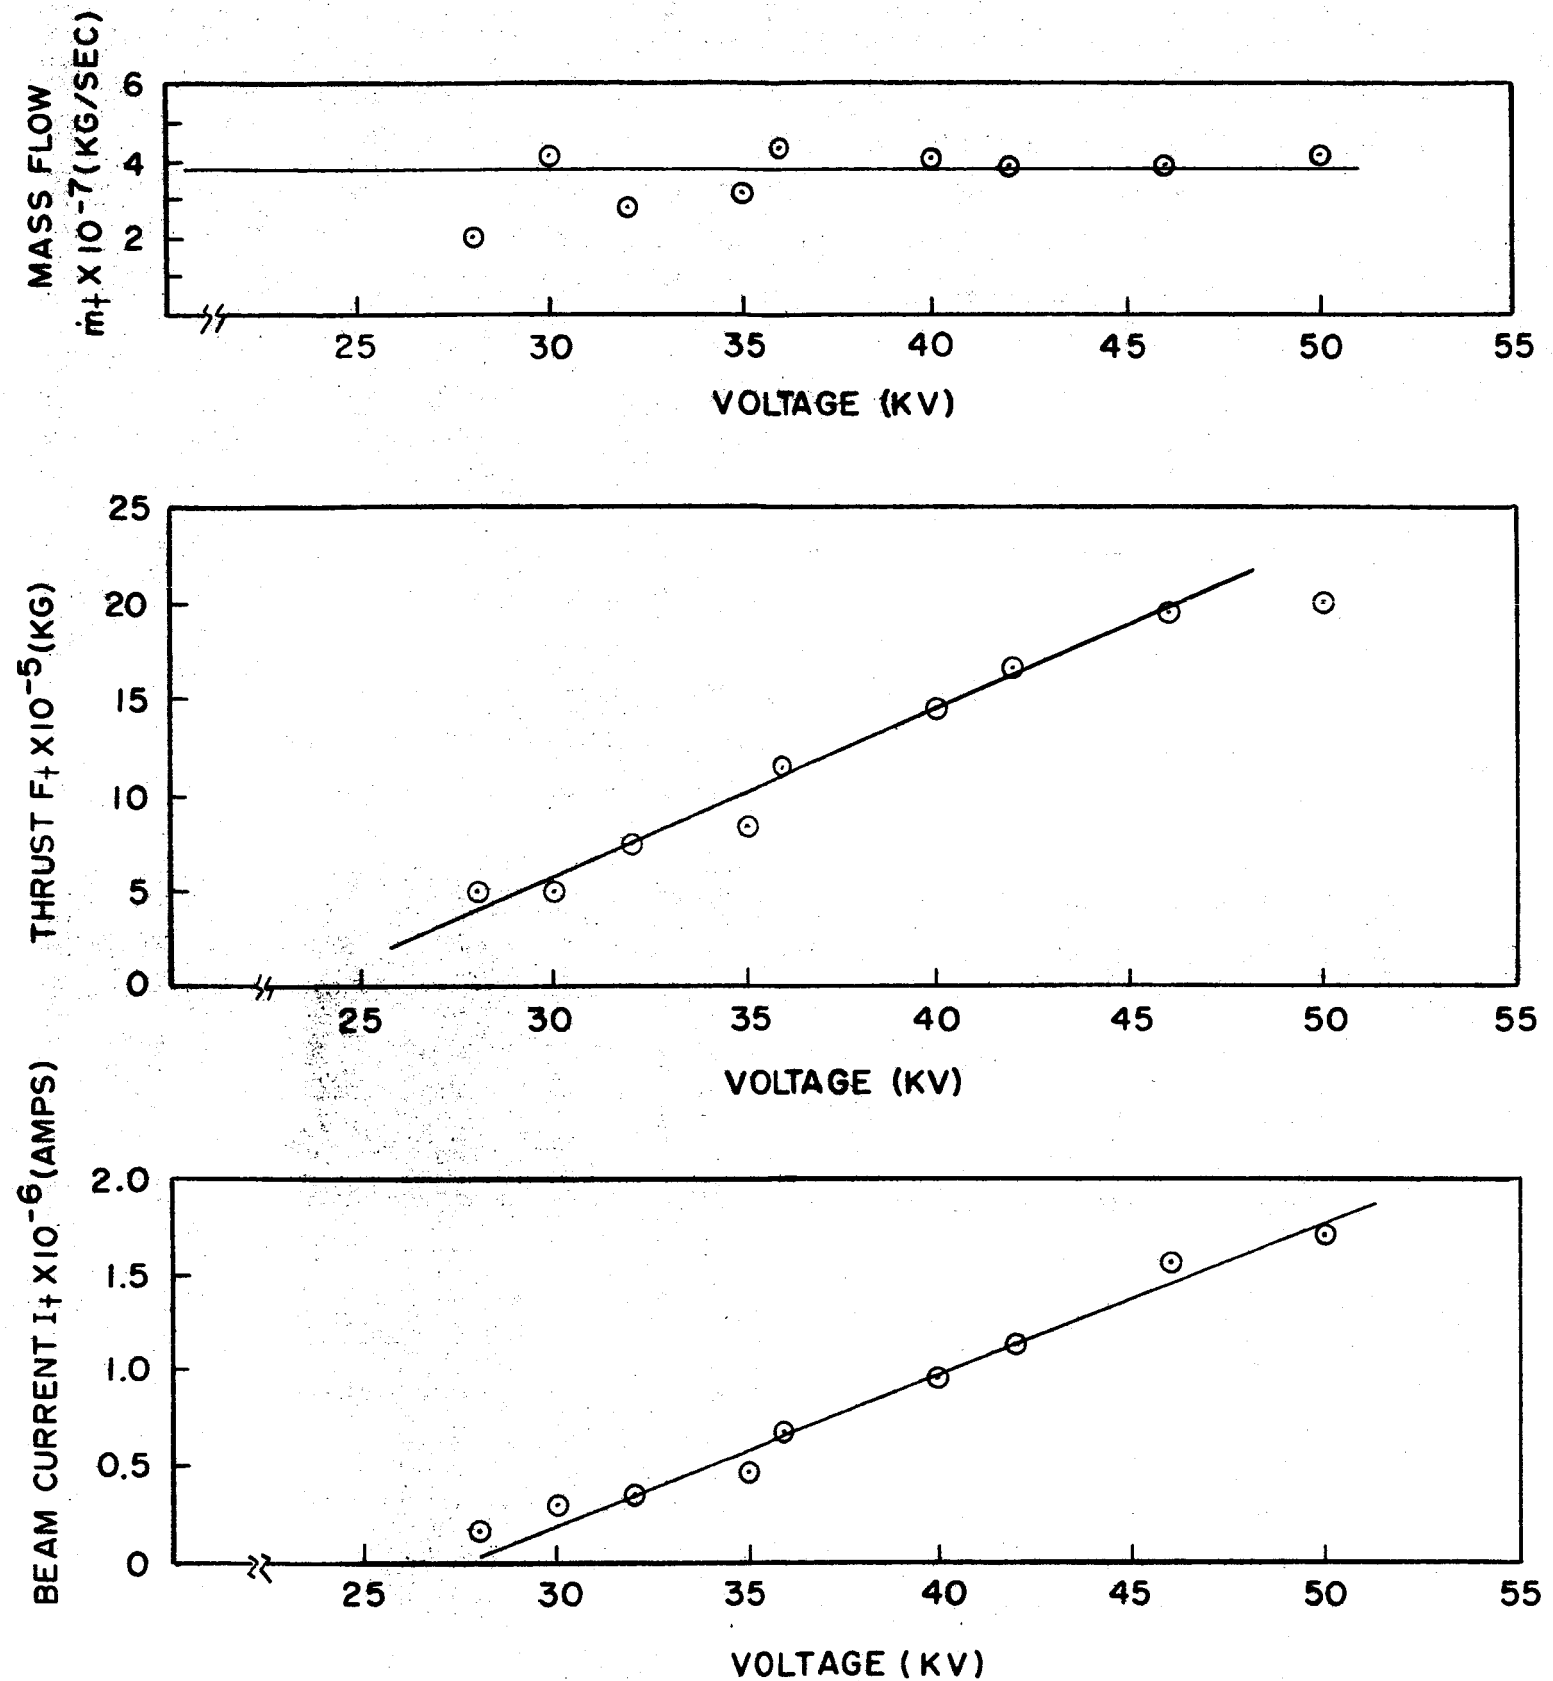 MASS FLOW
ṁ+ X 10-7 (KG/SEC)
6
4
2
25 30 35 40 45 50 55
VOLTAGE (KV)
THRUST F+ X10-5 (KG)
25
20
15
10
5
0
25 30 35 40 45 50 55
VOLTAGE (KV)
BEAM CURRENT I+ X10-6 (AMPS)
2.0
1.5
1.0
0.5
0
25 30 35 40 45 50 55
VOLTAGE (KV)